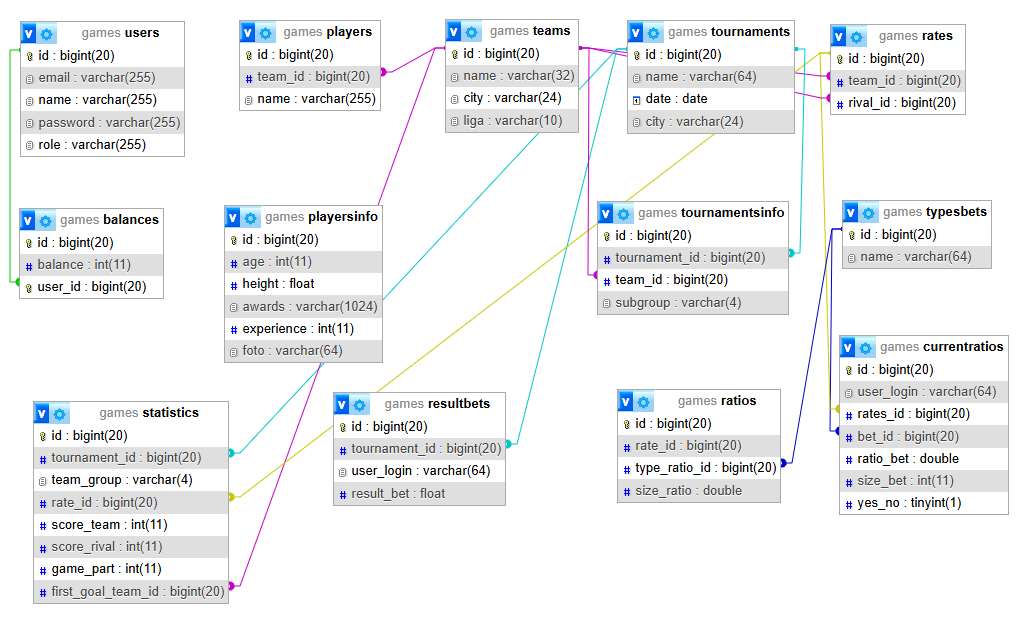 games users
id : bigint(20)
email : varchar(255)
name : varchar(255)
password : varchar(255)
role : varchar(255)
games players
id : bigint(20)
team_id : bigint(20)
name : varchar(255)
games teams
id : bigint(20)
name : varchar(32)
city : varchar(24)
liga : varchar(10)
games tournaments
id : bigint(20)
name : varchar(64)
date : date
city : varchar(24)
games rates
id : bigint(20)
team_id : bigint(20)
rival_id : bigint(20)
games balances
id : bigint(20)
balance : int(11)
user_id : bigint(20)
games playersinfo
id : bigint(20)
age : int(11)
height : float
awards : varchar(1024)
experience : int(11)
foto : varchar(64)
games tournamentsinfo
id : bigint(20)
tournament_id : bigint(20)
team_id : bigint(20)
subgroup : varchar(4)
games typesbets
id : bigint(20)
name : varchar(64)
games statistics
id : bigint(20)
tournament_id : bigint(20)
team_group : varchar(4)
rate_id : bigint(20)
score_team : int(11)
score_rival : int(11)
game_part : int(11)
first_goal_team_id : bigint(20)
games resultbets
id : bigint(20)
tournament_id : bigint(20)
user_login : varchar(64)
result_bet : float
games ratios
id : bigint(20)
rate_id : bigint(20)
type_ratio_id : bigint(20)
size_ratio : double
games currentratios
id : bigint(20)
user_login : varchar(64)
rates_id : bigint(20)
bet_id : bigint(20)
ratio_bet : double
size_bet : int(11)
yes_no : tinyint(1)